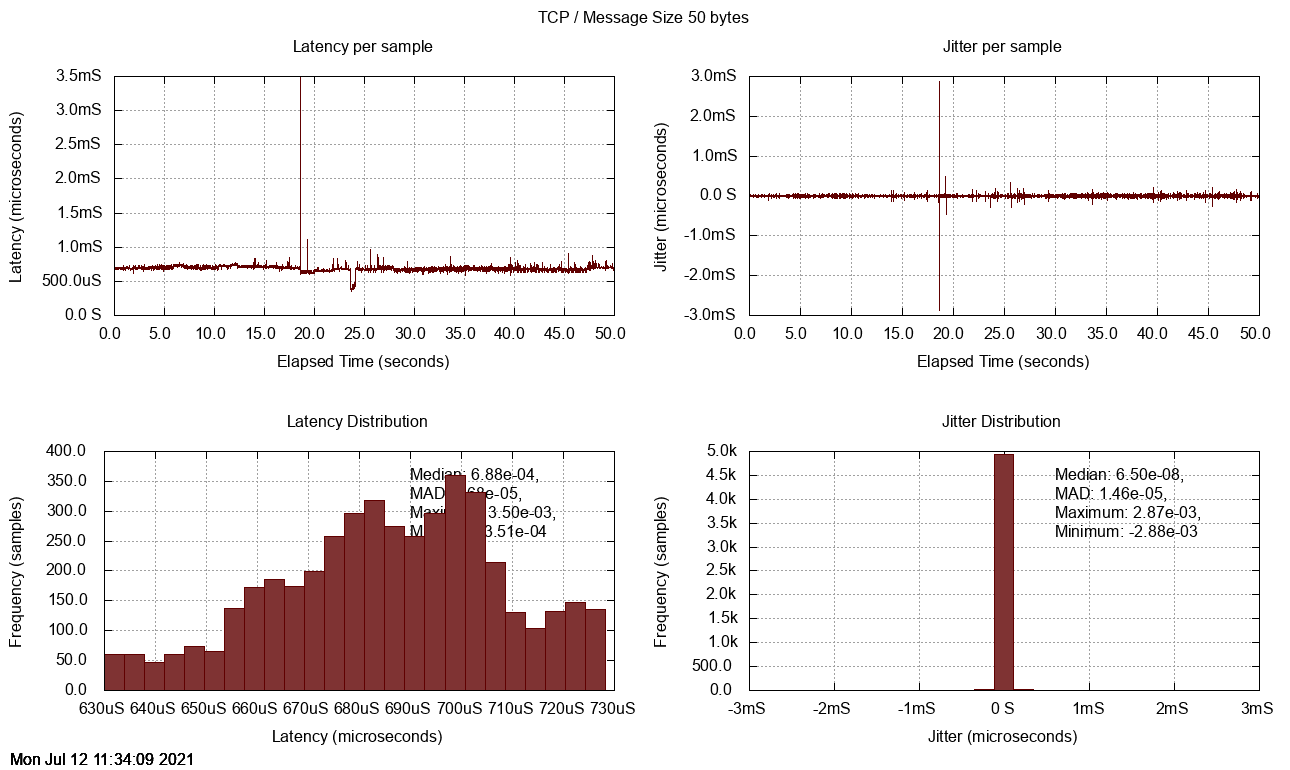 TCP / Message Size 50 bytes
Latency per sample
3.5mS
3.0mS
2.5mS
2.0mS
1.5mS
1.0mS
500.0uS
0.0 S
Latency (microseconds)
0.0 5.0 10.0 15.0 20.0 25.0 30.0 35.0 40.0 45.0 50.0
Elapsed Time (seconds)
Jitter per sample
3.0mS
2.0mS
1.0mS
0.0 S
-1.0mS
-2.0mS
-3.0mS
Jitter (microseconds)
0.0 5.0 10.0 15.0 20.0 25.0 30.0 35.0 40.0 45.0 50.0
Elapsed Time (seconds)
Latency Distribution
400.0
350.0
300.0
250.0
200.0
150.0
100.0
50.0
0.0
Frequency (samples)
Median: 6.88e-04,
MAD
3.50e-03,
3.51e-04
630uS 640uS 650uS 660uS 670uS 680uS 690uS 700uS 710uS 720uS 730uS
Latency (microseconds)
Jitter Distribution
5.0k
4.5k
4.0k
3.5k
3.0k
2.5k
2.0k
1.5k
1.0k
500.0
0.0
Frequency (samples)
Median: 6.50e-08,
MAD: 1.46e-05,
Maximum: 2.87e-03,
Minimum: -2.88e-03
-3mS -2mS -1mS 0 S 1mS 2mS 3mS
Jitter (microseconds)
Mon Jul 12 11:34:09 2021